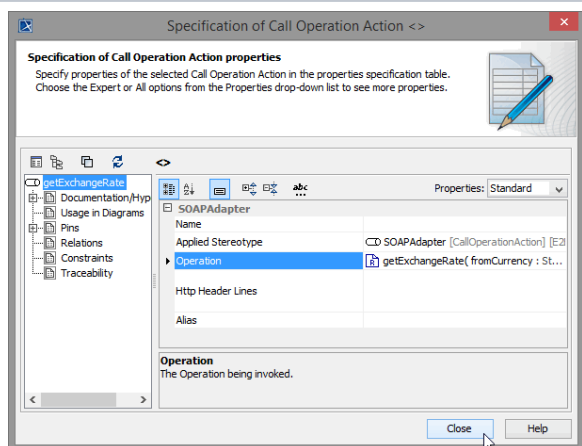 Specification of Call Operation Action <>
Specification of Call Operation Action properties
Specify properties of the selected Call Operation Action in the properties specification table.
Choose the Expert or All options from the Properties drop-down list to see more properties.
getExchangeRate
Documentation/Hyp
Usage in Diagrams
Pins
Relations
Constraints
Traceability
Properties: Standard
SOAPAdapter
Name
Applied Stereotype SOAPAdapter [CallOperationAction] [E2
Operation getExchangeRate( fromCurrency : St...
Http Header Lines
Alias
Operation
The Operation being invoked.
Close Help